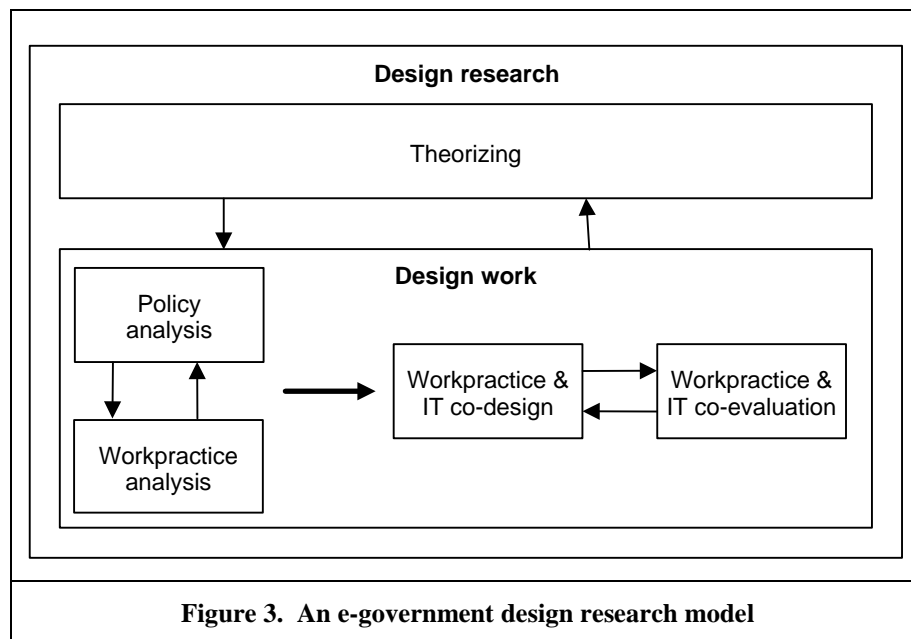 Design research
Theorizing
Design work
Policy
analysis
Workpractice
analysis
Workpractice &
IT co-design
Workpractice &
IT co-evaluation
Figure 3. An e-government design research model